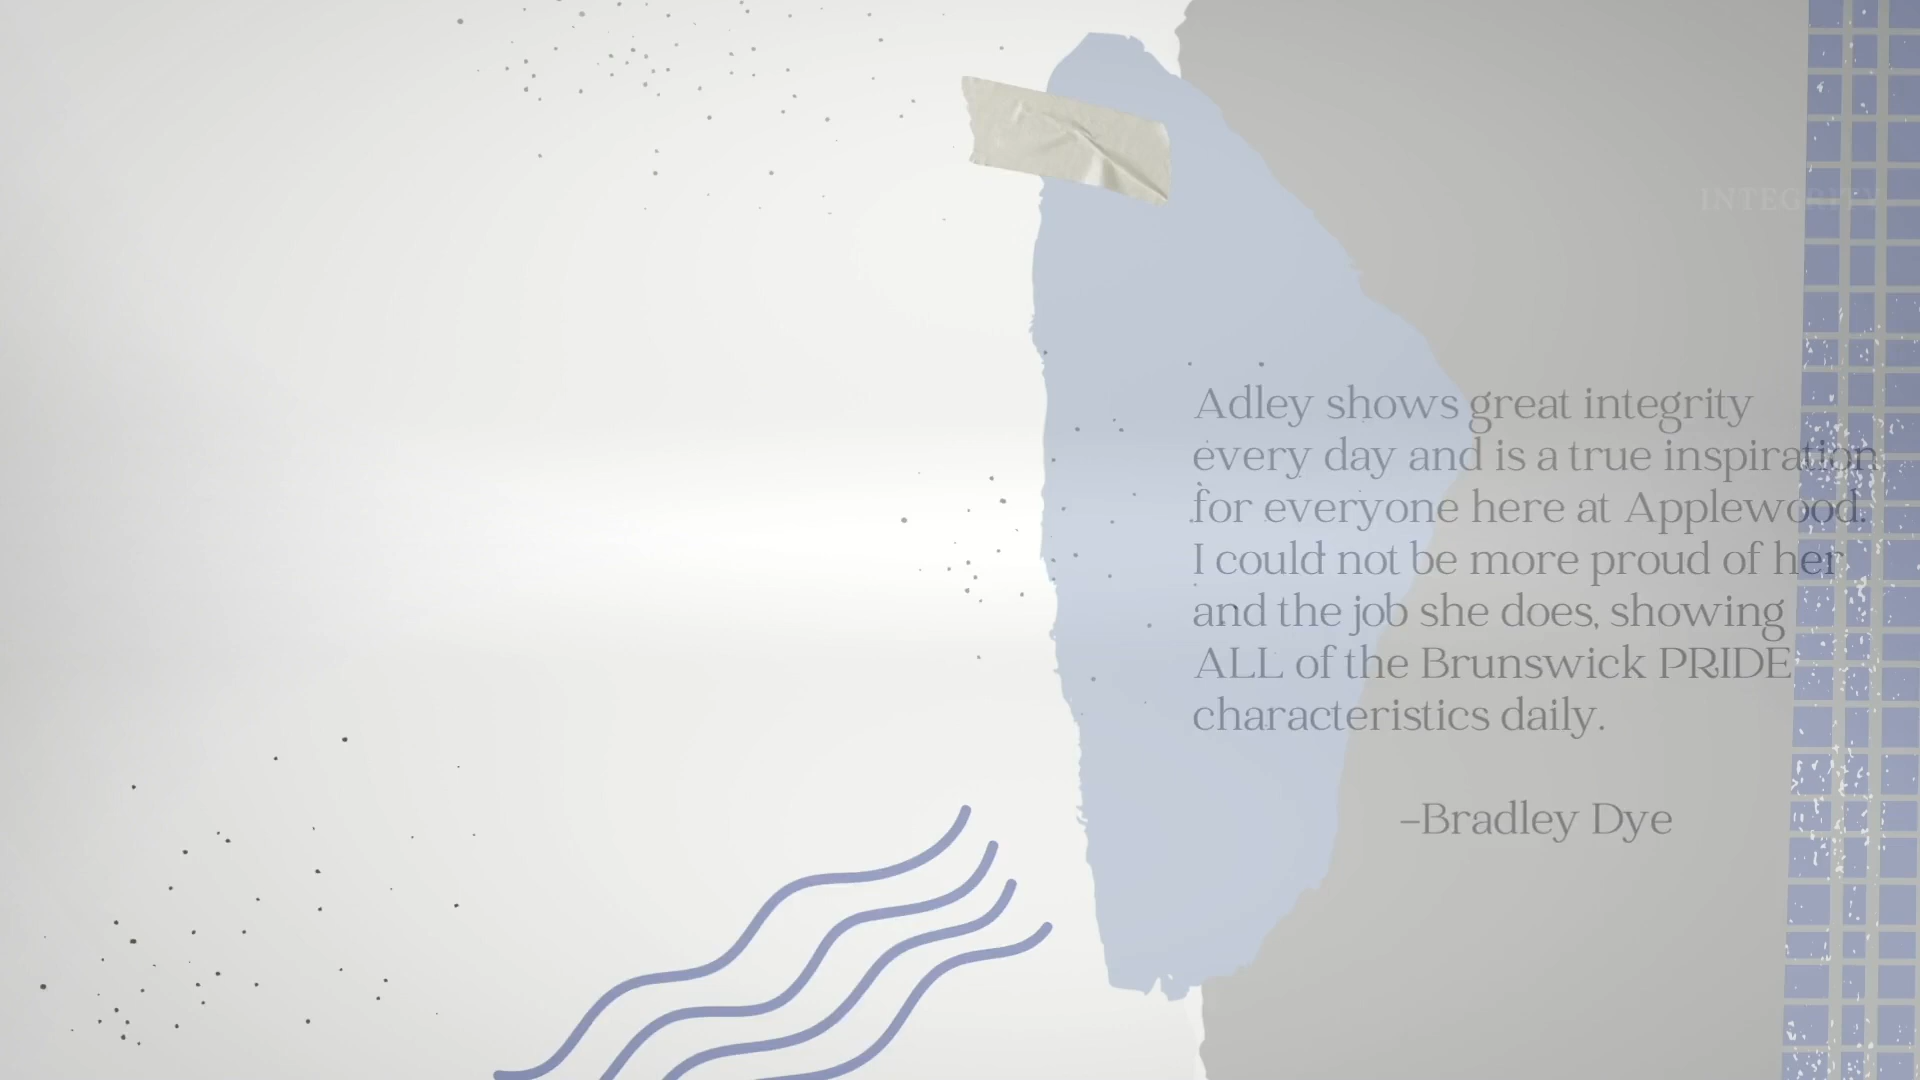 INTEGRITY
Adley shows great integrity
every day and is a true inspiration
for everyone here at Applewood.
I could not be more proud of her
and the job she does, showing
ALL of the Brunswick PRIDE
characteristics daily.
–Bradley Dye